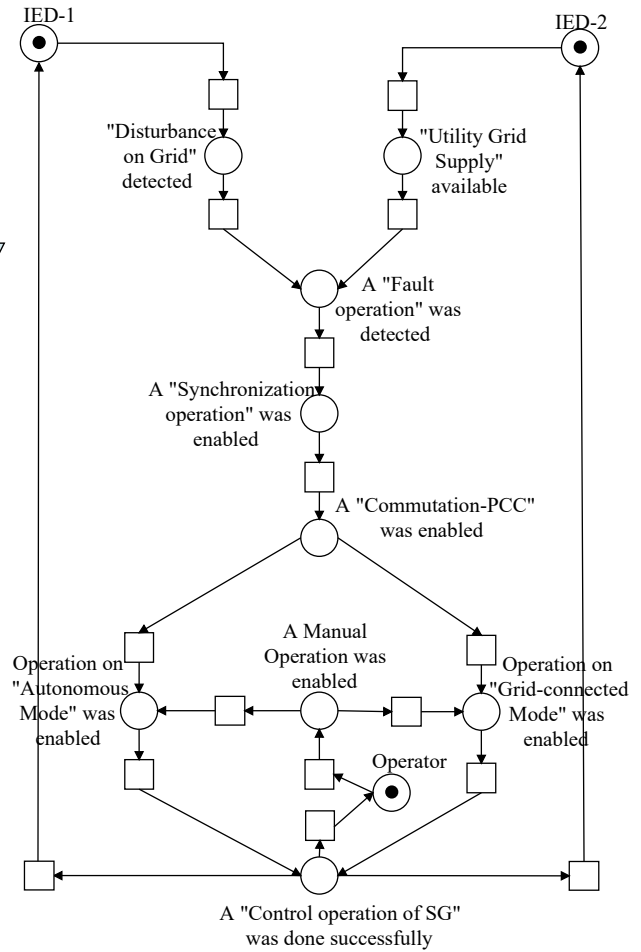 IED-1
IED-2
"Disturbance
on Grid"
detected
"Utility Grid
Supply"
available
7
A "Fault
operation" was
detected
A "Synchronization
operation" was
enabled
A "Commutation-PCC"
was enabled
A Manual
Operation was
enabled
Operation on
"Autonomous
Mode" was
enabled
Operation on
"Grid-connected
Mode" was
enabled
Operator
A "Control operation of SG"
was done successfully